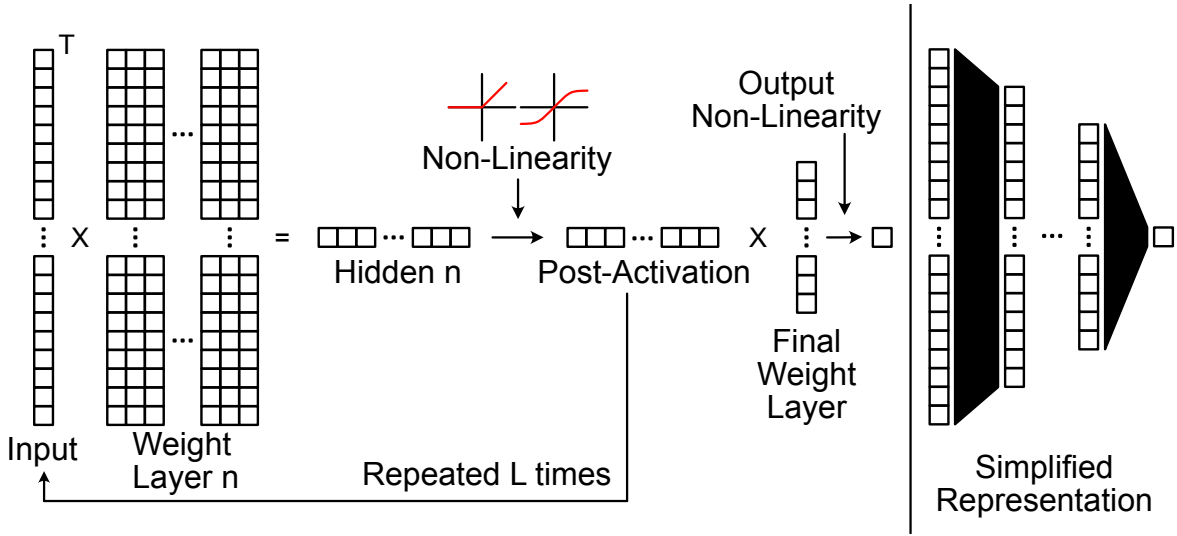 T
Output
Non-Linearity
Non-Linearity
X
=
X
Hidden n
Post-Activation
Final
Weight
Layer
Input
Weight
Layer n
Repeated L times
Simplified
Representation